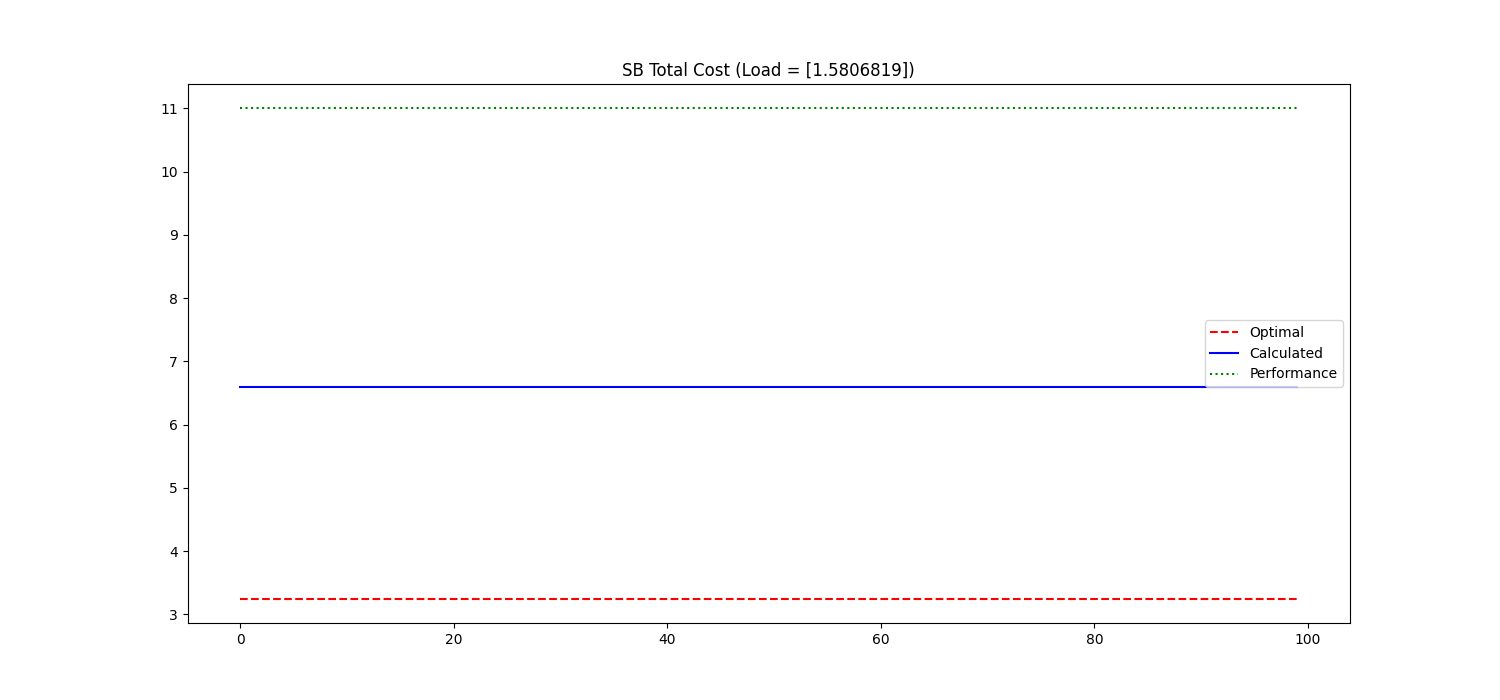 SB Total Cost (Load = [1.5806819])
11
10
9
8
7
6
5
4
3
Optimal
Calculated
Performance
0 20 40 60 80 100